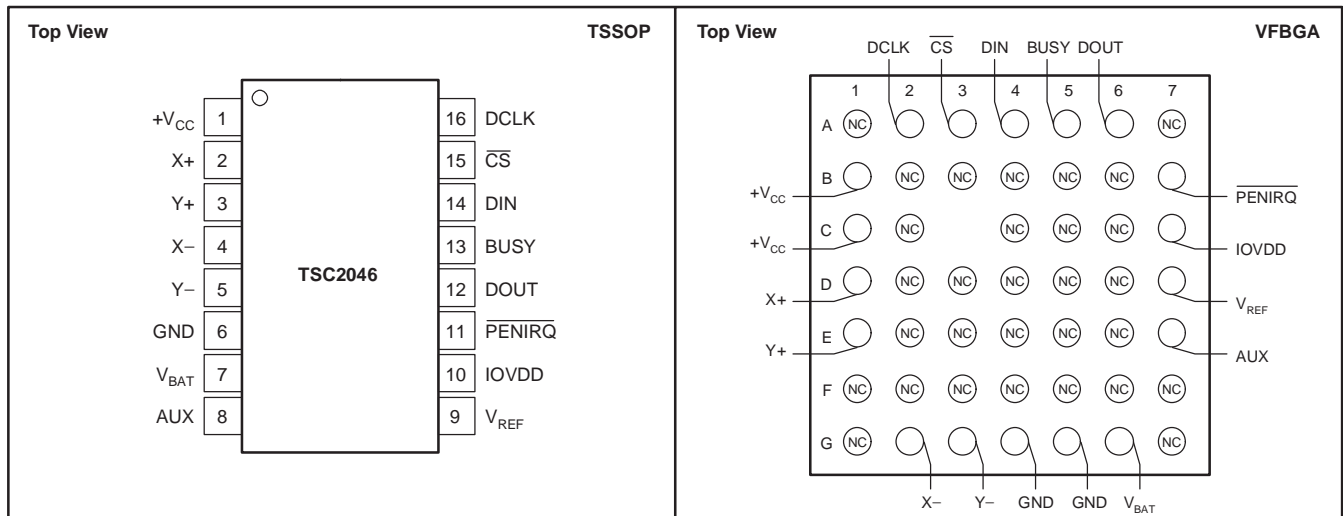 Top View TSSOP
+VCC 1 16 DCLK
X+ 2 15 CS
Y+ 3 14 DIN
X– 4 13 BUSY
Y– 5 12 DOUT
GND 6 11 PENIRQ
VBAT 7 10 IOVDD
AUX 8 9 VREF
TSC2046
Top View VFBGA
DCLK CS DIN BUSY DOUT
1 2 3 4 5 6 7
A NC NC
B NC NC NC NC NC
+VCC PENIRQ
C NC NC NC NC
+VCC IOVDD
D NC NC NC NC NC
X+ VREF
E NC NC NC NC NC
Y+ AUX
F NC NC NC NC NC NC NC
G NC NC
X– Y– GND GND VBAT